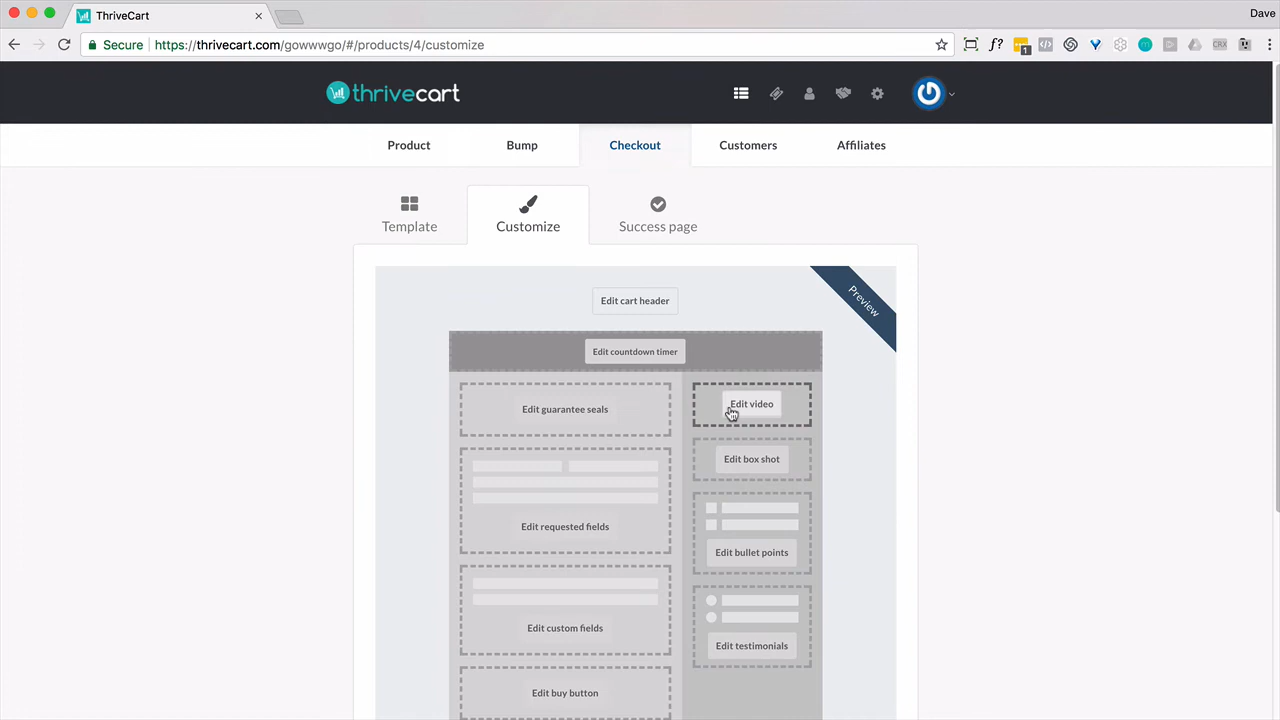 ThriveCart
Dave
Secure https://thrivecart.com/gowwwgo/#/products/4/customize
f?
1
CRX
thrivecart
Product Bump Checkout Customers Affiliates
Template Customize Success page
Preview
Edit cart header
Edit countdown timer
Edit guarantee seals
Edit video
Edit box shot
Edit requested fields
Edit bullet points
Edit custom fields
Edit testimonials
Edit buy button